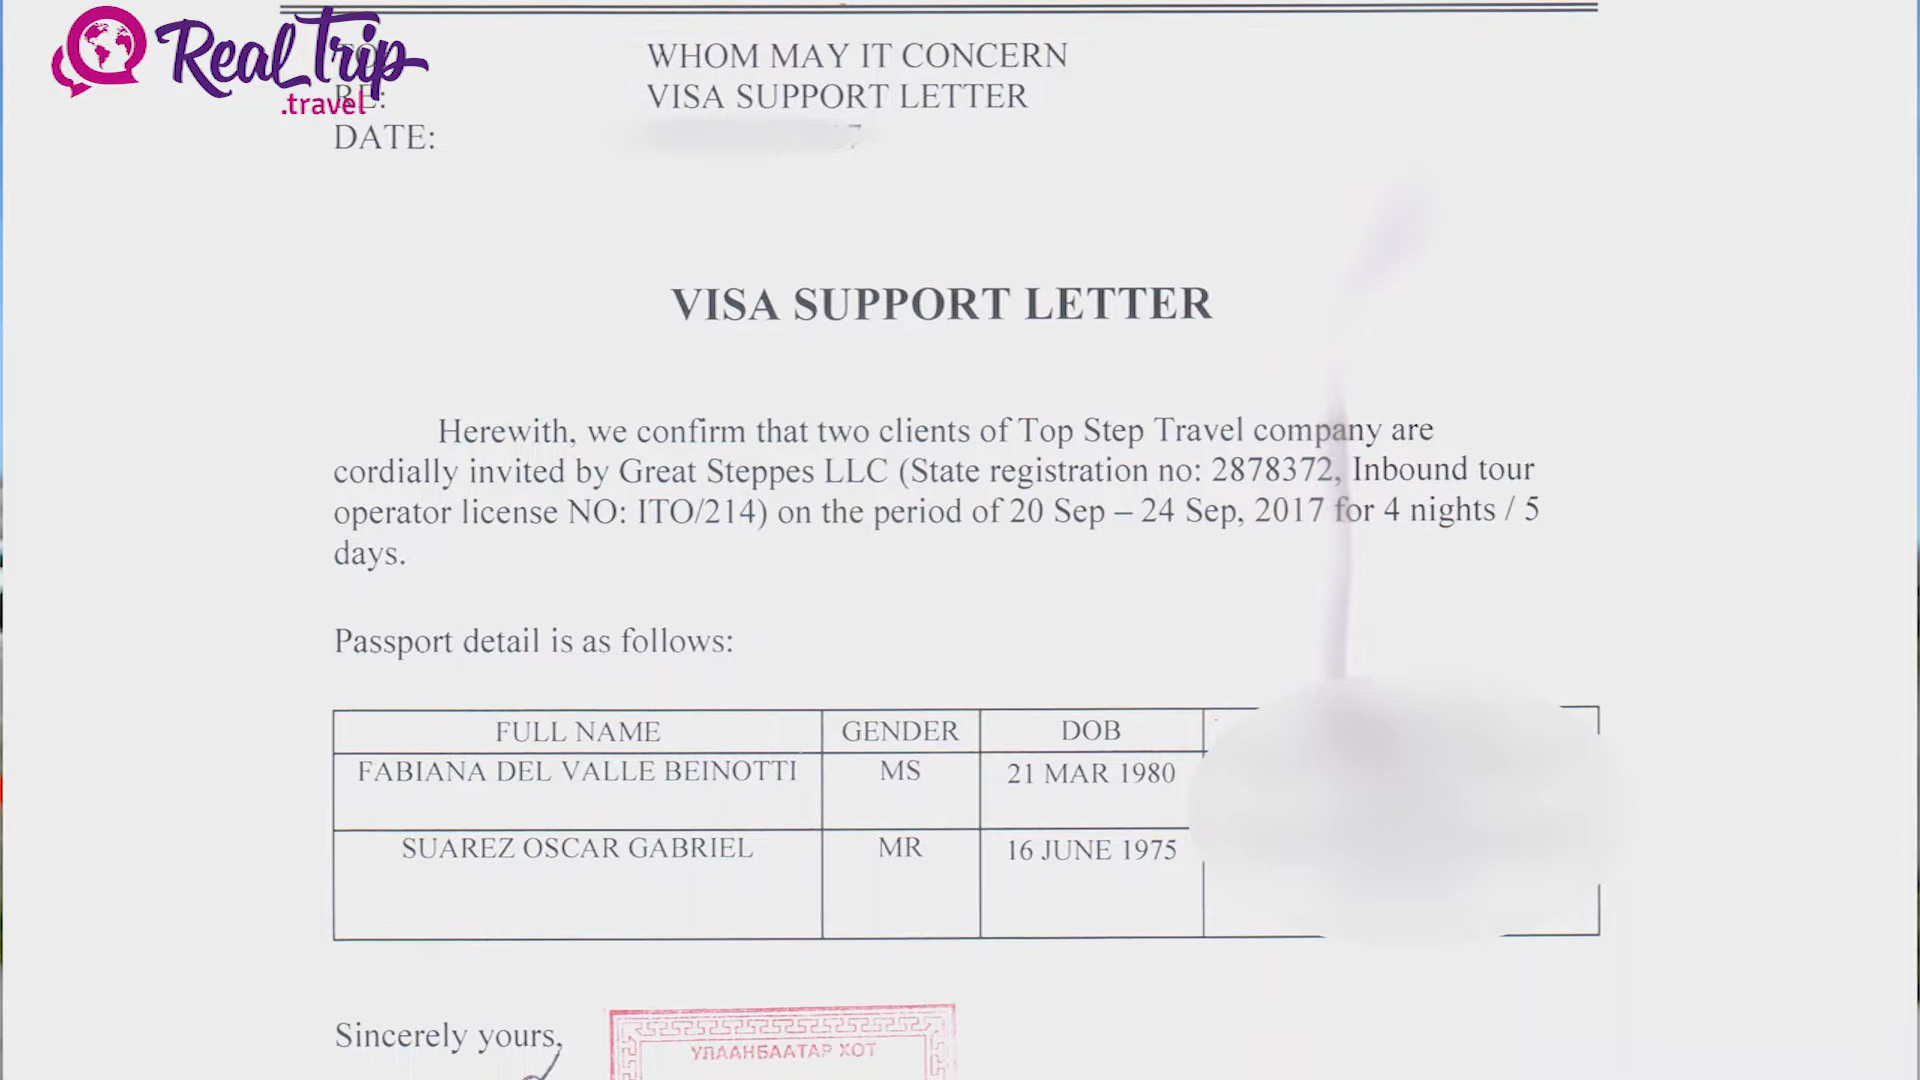 Real Trip
.travel
WHOM MAY IT CONCERN
RE: VISA SUPPORT LETTER
DATE:
VISA SUPPORT LETTER
Herewith, we confirm that two clients of Top Step Travel company are
cordially invited by Great Steppes LLC (State registration no: 2878372, Inbound tour
operator license NO: ITO/214) on the period of 20 Sep – 24 Sep, 2017 for 4 nights / 5
days.
Passport detail is as follows:
FULL NAME GENDER DOB
FABIANA DEL VALLE BEINOTTI MS 21 MAR 1980
SUAREZ OSCAR GABRIEL MR 16 JUNE 1975
Sincerely yours,
УЛААНБААТАР ХОТ